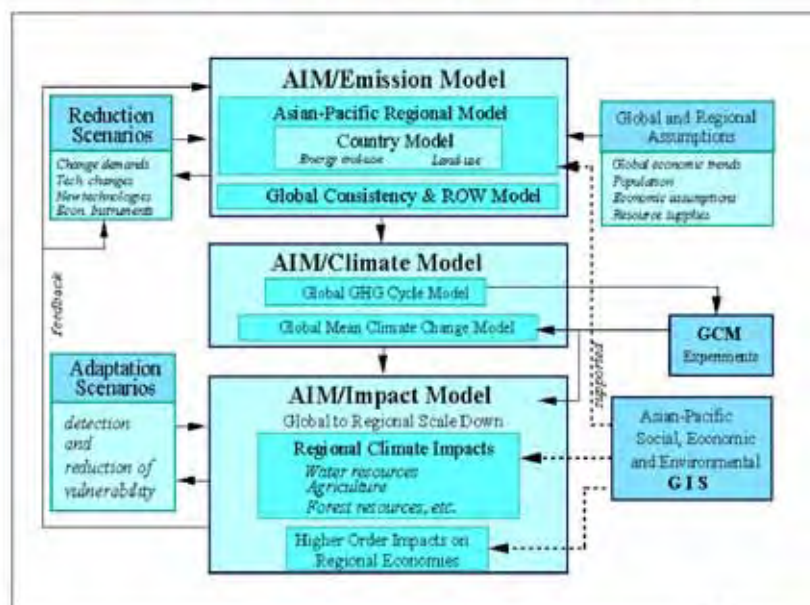 AIM/Emission Model
Asian-Pacific Regional Model
Country Model
Energy end-use Land use
Global Consistency & ROW Model
Reduction
Scenarios
Change demands
Tech. changes
New technologies
Econ. Instruments
Global and Regional
Assumptions
Global economic trends
Population
Economic assumptions
Resource supplies
AIM/Climate Model
Global GHG Cycle Model
Global Mean Climate Change Model
Feedback
GCM
Experiments
supported
Adaptation
Scenarios
detection
and
reduction of
vulnerability
AIM/Impact Model
Global to Regional Scale Down
Regional Climate Impacts
Water resources
Agriculture
Forest resources, etc.
Higher Order Impacts on
Regional Economies
Asian-Pacific
Social, Economic
and Environmental
GIS